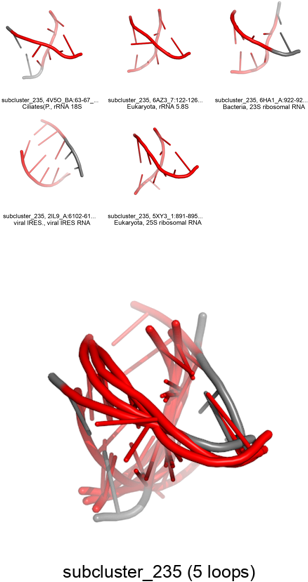 subcluster_235, 4V5O_BA:63-67_...
Ciliates(P., rRNA 18S
subcluster_235, 6AZ3_7:122-126...
Eukaryota, rRNA 5.8S
subcluster_235, 6HA1_A:922-92...
Bacteria, 23S ribosomal RNA
subcluster_235, 2IL9_A:6102-61...
viral IRES., viral IRES RNA
subcluster_235, 5XY3_1:891-895...
Eukaryota, 25S ribosomal RNA
subcluster_235 (5 loops)